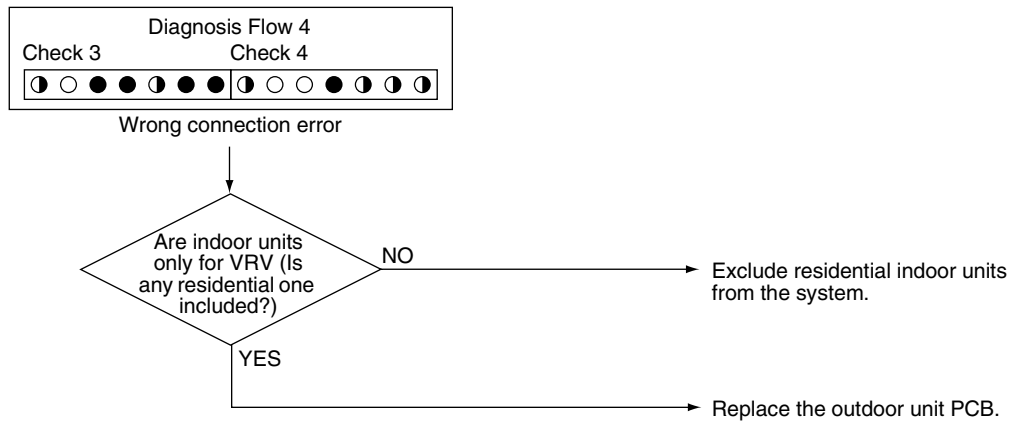 Diagnosis Flow 4
Check 3 Check 4
Wrong connection error
Are indoor units
only for VRV (Is
any residential one
included?)
NO
Exclude residential indoor units
from the system.
YES
Replace the outdoor unit PCB.